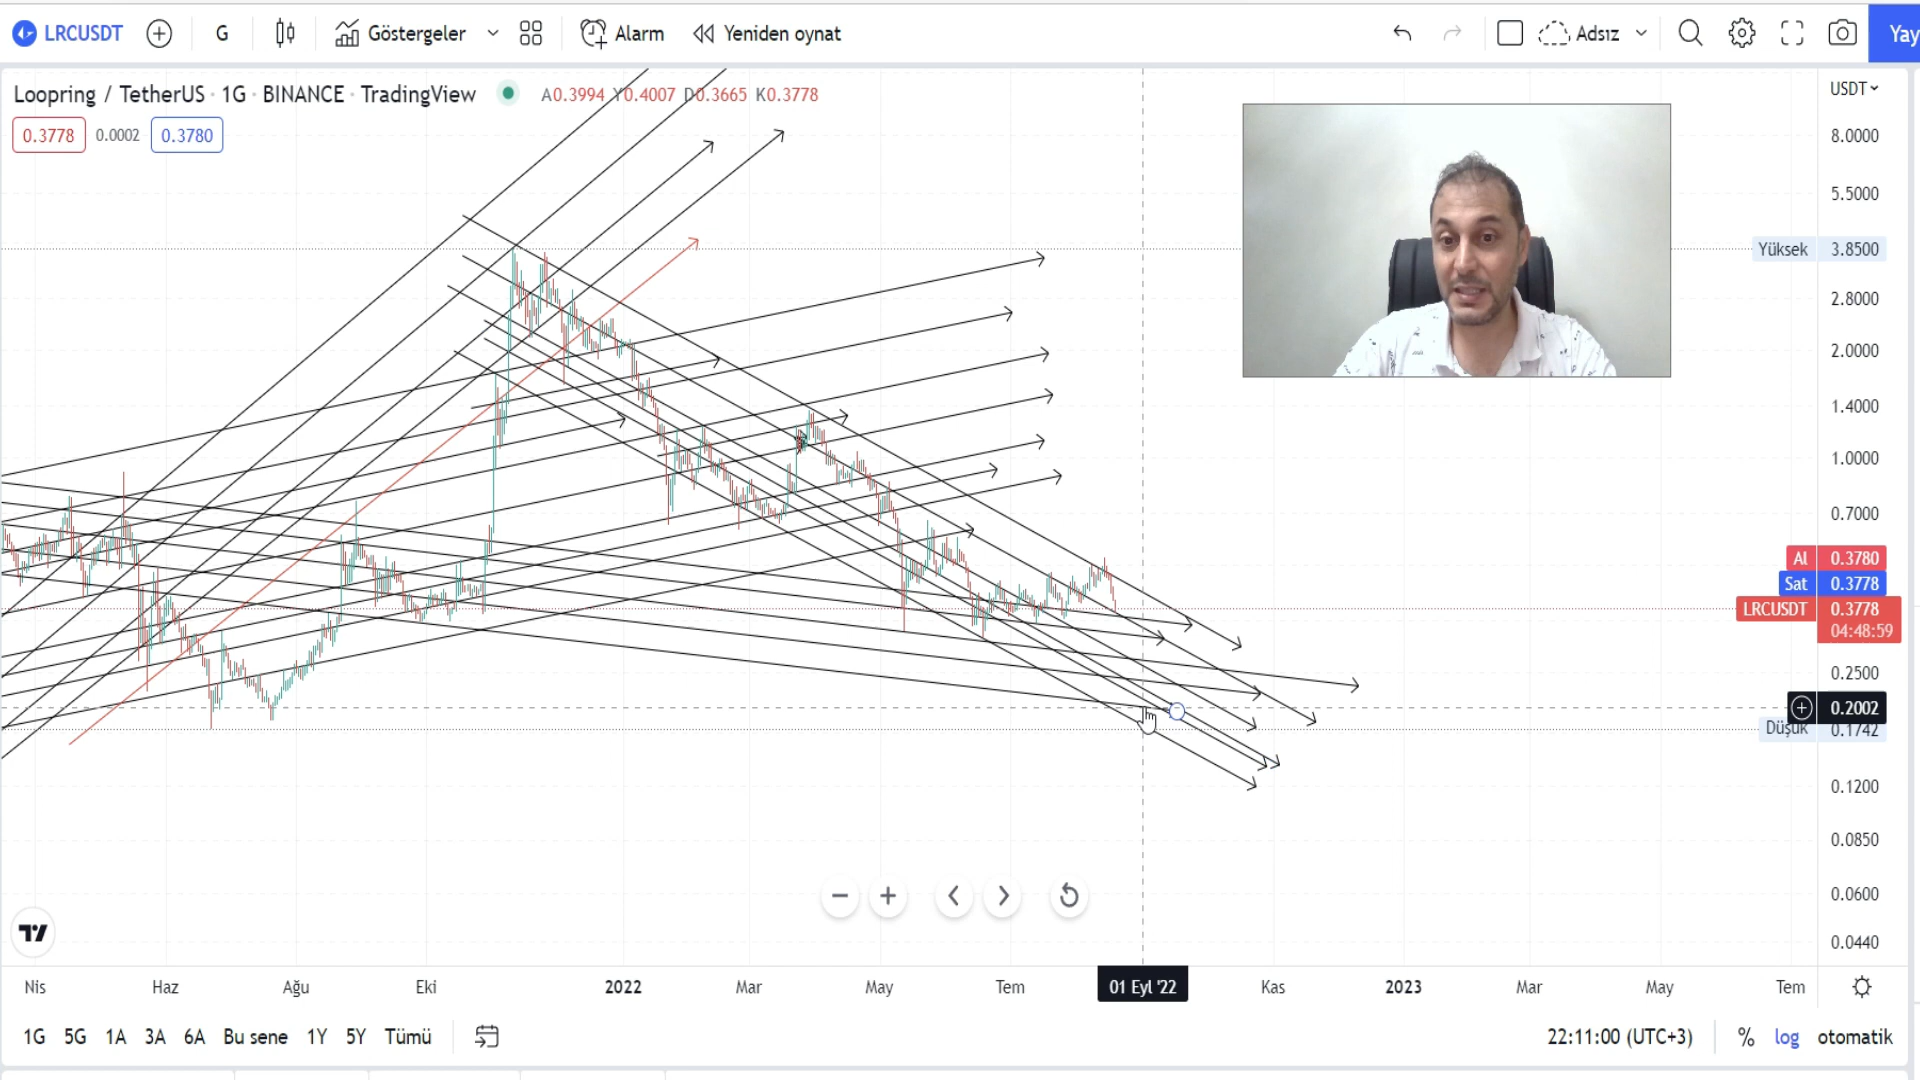 LRCUSDT G Göstergeler Alarm Yeniden oynat Adsız Yay
Loopring / TetherUS · 1G · BINANCE · TradingView A0.3994 Y0.4007 D0.3665 K0.3778
USDT
0.3778 0.0002 0.3780
8.0000
5.5000
Yüksek 3.8500
2.8000
2.0000
1.4000
1.0000
0.7000
Al 0.3780
Sat 0.3778
LRCUSDT 0.3778
04:48:59
0.2500
0.2002
Düşük 0.1742
0.1200
0.0850
0.0600
0.0440
Nis Haz Ağu Eki 2022 Mar May Tem 01 Eyl '22 Kas 2023 Mar May Tem
1G 5G 1A 3A 6A Bu sene 1Y 5Y Tümü 22:11:00 (UTC+3) % log otomatik